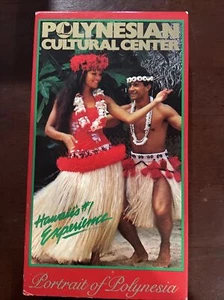 POLYNESIAN
CULTURAL CENTER
Hawaii's #1
Experience
Portrait of Polynesia